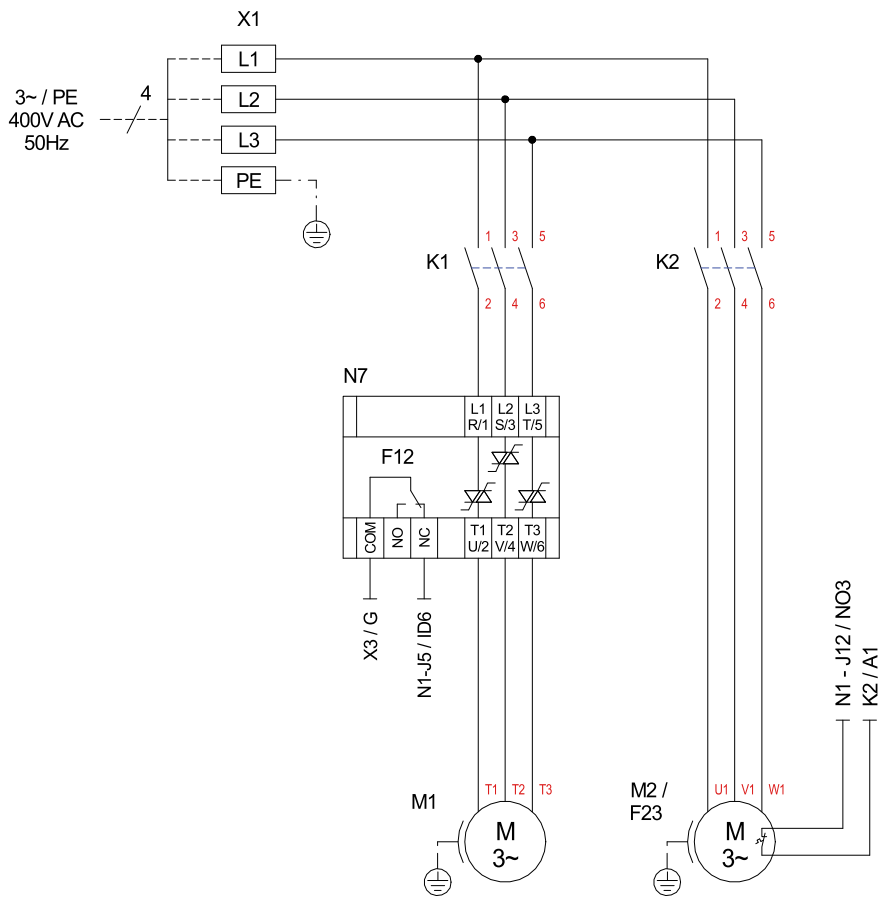 X1
L1
L2
L3
PE
3~ / PE
400V AC
50Hz
4
K1
1 3 5
2 4 6
K2
1 3 5
2 4 6
N7
L1 L2 L3
R/1 S/3 T/5
F12
COM
NO
NC
T1 T2 T3
U/2 V/4 W/6
X3 / G
N1-J5 / ID6
N1 - J12 / NO3
K2 / A1
M1
T1 T2 T3
M
3~
M2 /
F23
U1 V1 W1
M
3~